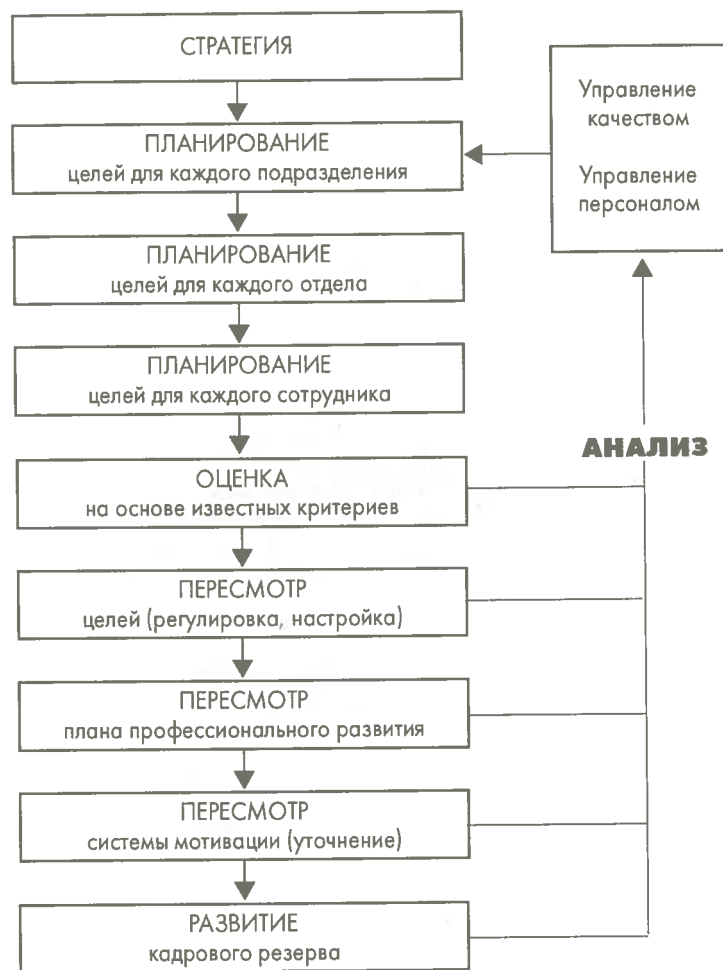 СТРАТЕГИЯ
ПЛАНИРОВАНИЕ
целей для каждого подразделения
ПЛАНИРОВАНИЕ
целей для каждого отдела
ПЛАНИРОВАНИЕ
целей для каждого сотрудника
ОЦЕНКА
на основе известных критериев
ПЕРЕСМОТР
целей (регулировка, настройка)
ПЕРЕСМОТР
плана профессионального развития
ПЕРЕСМОТР
системы мотивации (уточнение)
РАЗВИТИЕ
кадрового резерва
Управление
качеством
Управление
персоналом
АНАЛИЗ